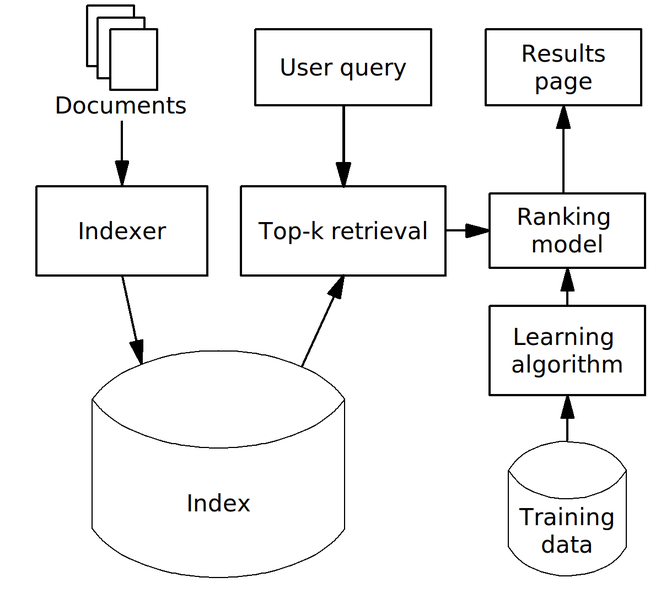 Documents
User query
Results
page
Indexer
Top-k retrieval
Ranking
model
Learning
algorithm
Index
Training
data